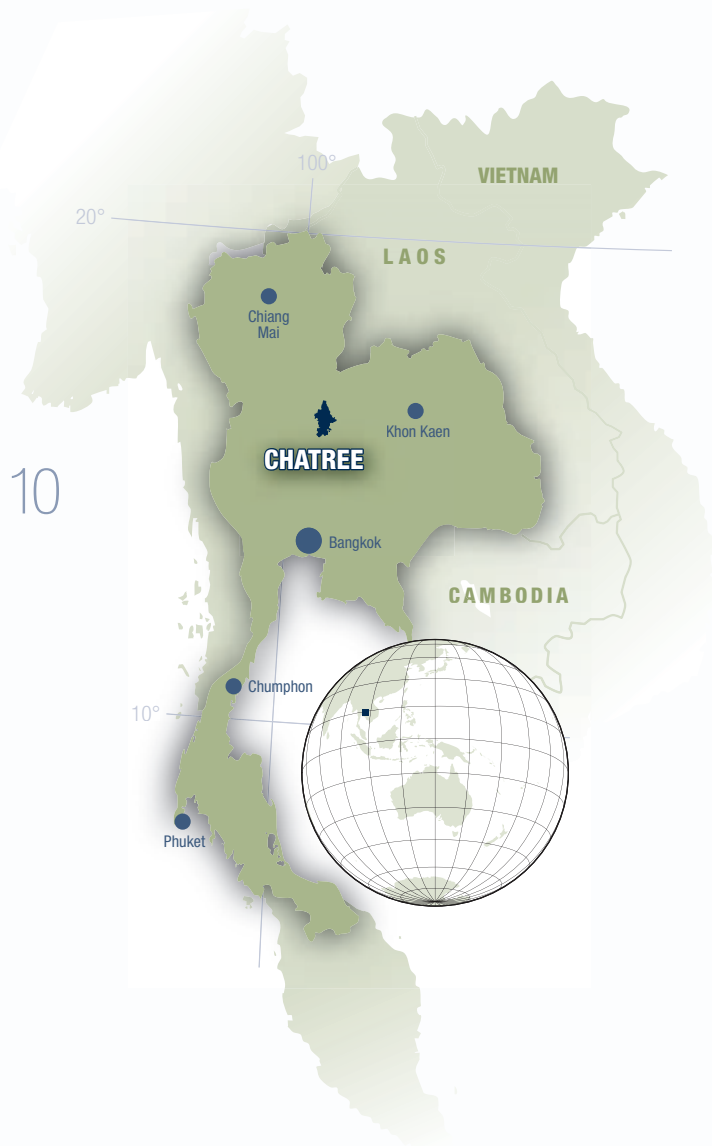 100°
VIETNAM
20°
LAOS
Chiang
Mai
Khon Kaen
CHATREE
10
Bangkok
CAMBODIA
Chumphon
10°
Phuket